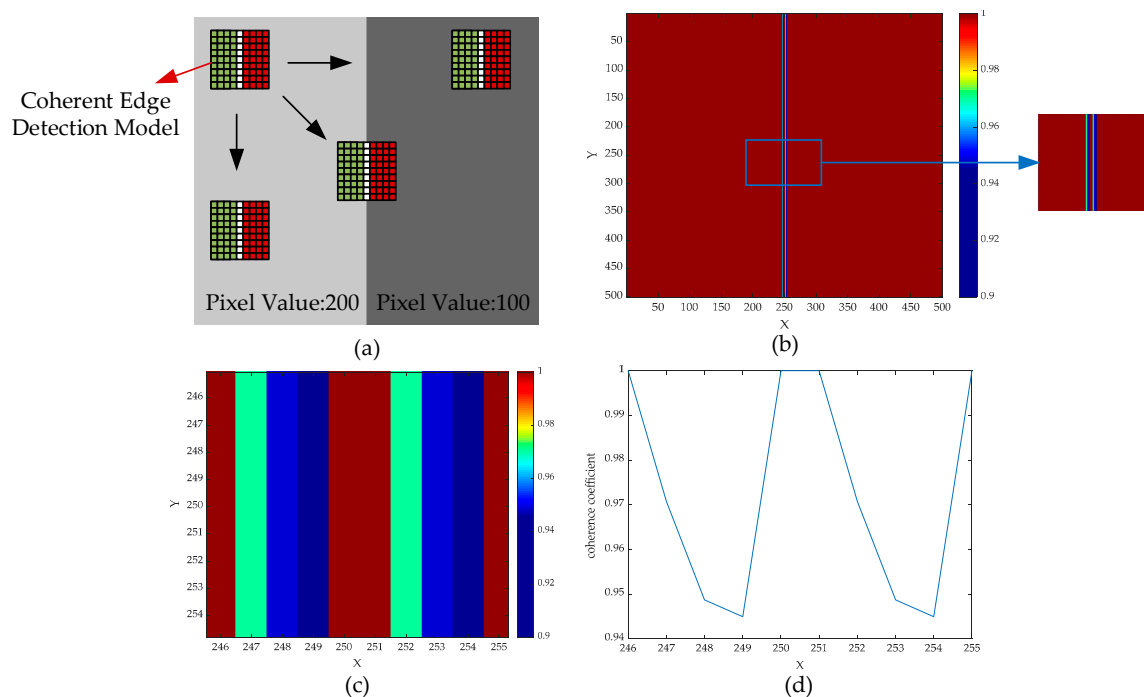 Coherent Edge
Detection Model
Pixel Value:200
Pixel Value:100
(a)
50
100
150
200
250
300
350
400
450
500
Y
50 100 150 200 250 300 350 400 450 500
X
1
0.98
0.96
0.94
0.92
0.9
(b)
246
247
248
249
250
251
252
253
254
Y
246 247 248 249 250 251 252 253 254 255
X
1
0.98
0.96
0.94
0.92
0.9
(c)
1
0.99
0.98
0.97
0.96
0.95
0.94
coherence coefficient
246 247 248 249 250 251 252 253 254 255
X
(d)